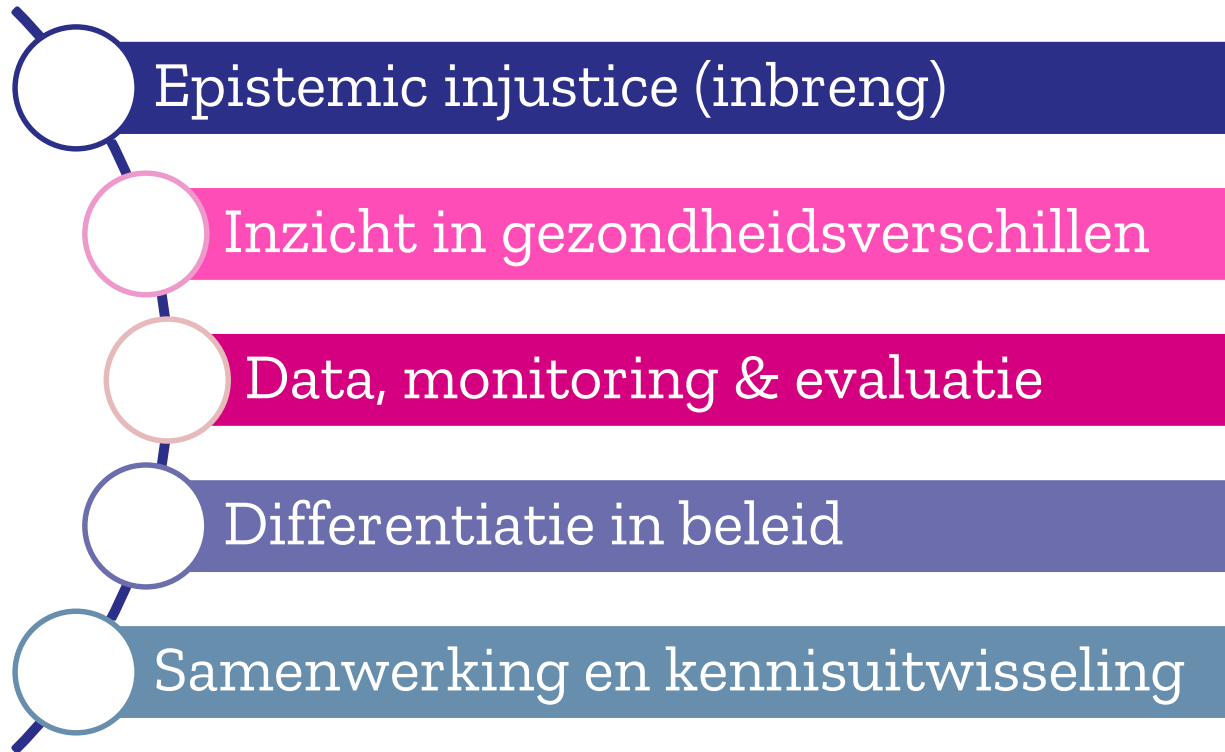 Epistemic injustice (inbreng)
Inzicht in gezondheidsverschillen
Data, monitoring & evaluatie
Differentiatie in beleid
Samenwerking en kennisuitwisseling